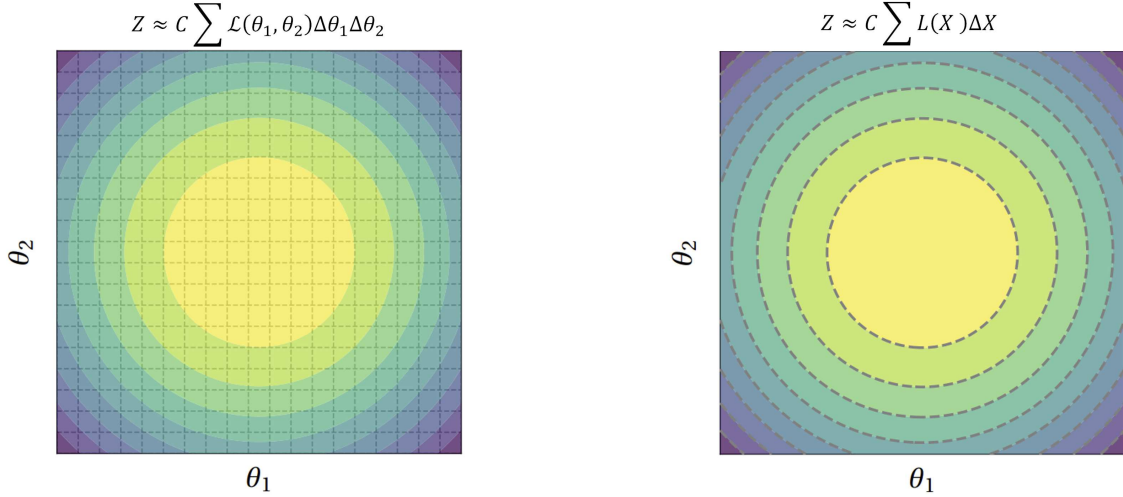 Z ≈ C ∑ ℒ(θ₁, θ₂)Δθ₁Δθ₂
Z ≈ C ∑ L(X)ΔX
θ₂
θ₁
θ₂
θ₁